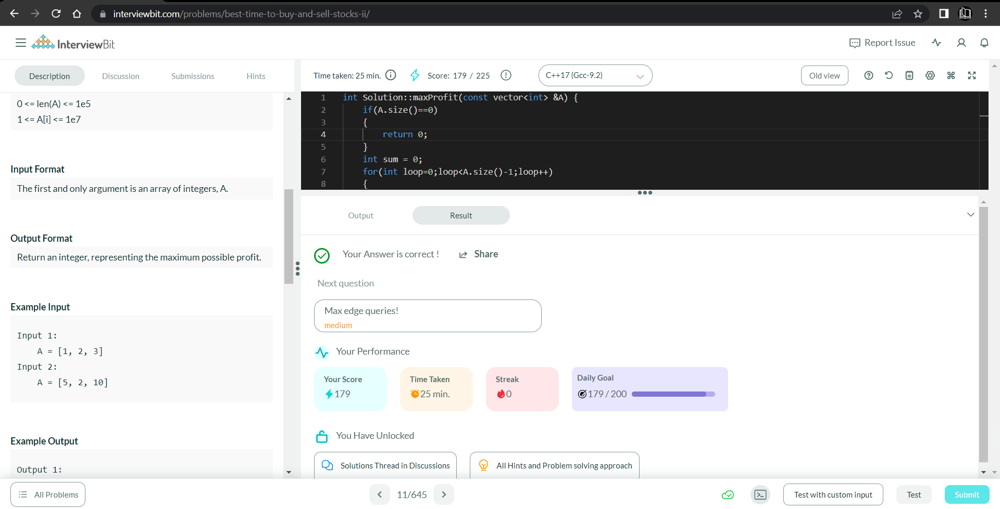 interviewbit.com/problems/best-time-to-buy-and-sell-stocks-ii/
InterviewBit
Report Issue
Description
Discussion
Submissions
Hints
0 <= len(A) <= 1e5
1 <= A[i] <= 1e7
Input Format
The first and only argument is an array of integers, A.
Output Format
Return an integer, representing the maximum possible profit.
Example Input
Input 1:
A = [1, 2, 3]
Input 2:
A = [5, 2, 10]
Example Output
Output 1:
Time taken: 25 min.
Score: 179 / 225
C++17 (Gcc-9.2)
Old view
1 int Solution::maxProfit(const vector<int> &A) {
2 if(A.size()==0)
3 {
4 return 0;
5 }
6 int sum = 0;
7 for(int loop=0;loop<A.size()-1;loop++)
8 {
Output
Result
Your Answer is correct !
Share
Next question
Max edge queries!
medium
Your Performance
Your Score
179
Time Taken
25 min.
Streak
0
Daily Goal
179 / 200
You Have Unlocked
Solutions Thread in Discussions
All Hints and Problem solving approach
All Problems
11/645
Test with custom input
Test
Submit